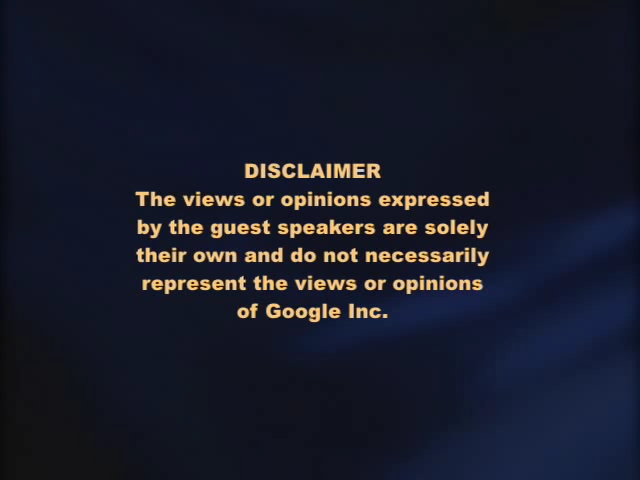 DISCLAIMER
The views or opinions expressed
by the guest speakers are solely
their own and do not necessarily
represent the views or opinions
of Google Inc.